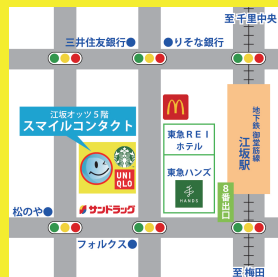 至千里中央
三井住友銀行●
●りそな銀行
江坂オッツ5階
スマイルコンタクト
UNI
QLO
サンドラッグ
東急REI
ホテル
東急ハンズ
HANDS
地下鉄 御堂筋線
江坂駅
8番出口
松のや●
フォルクス●
至梅田